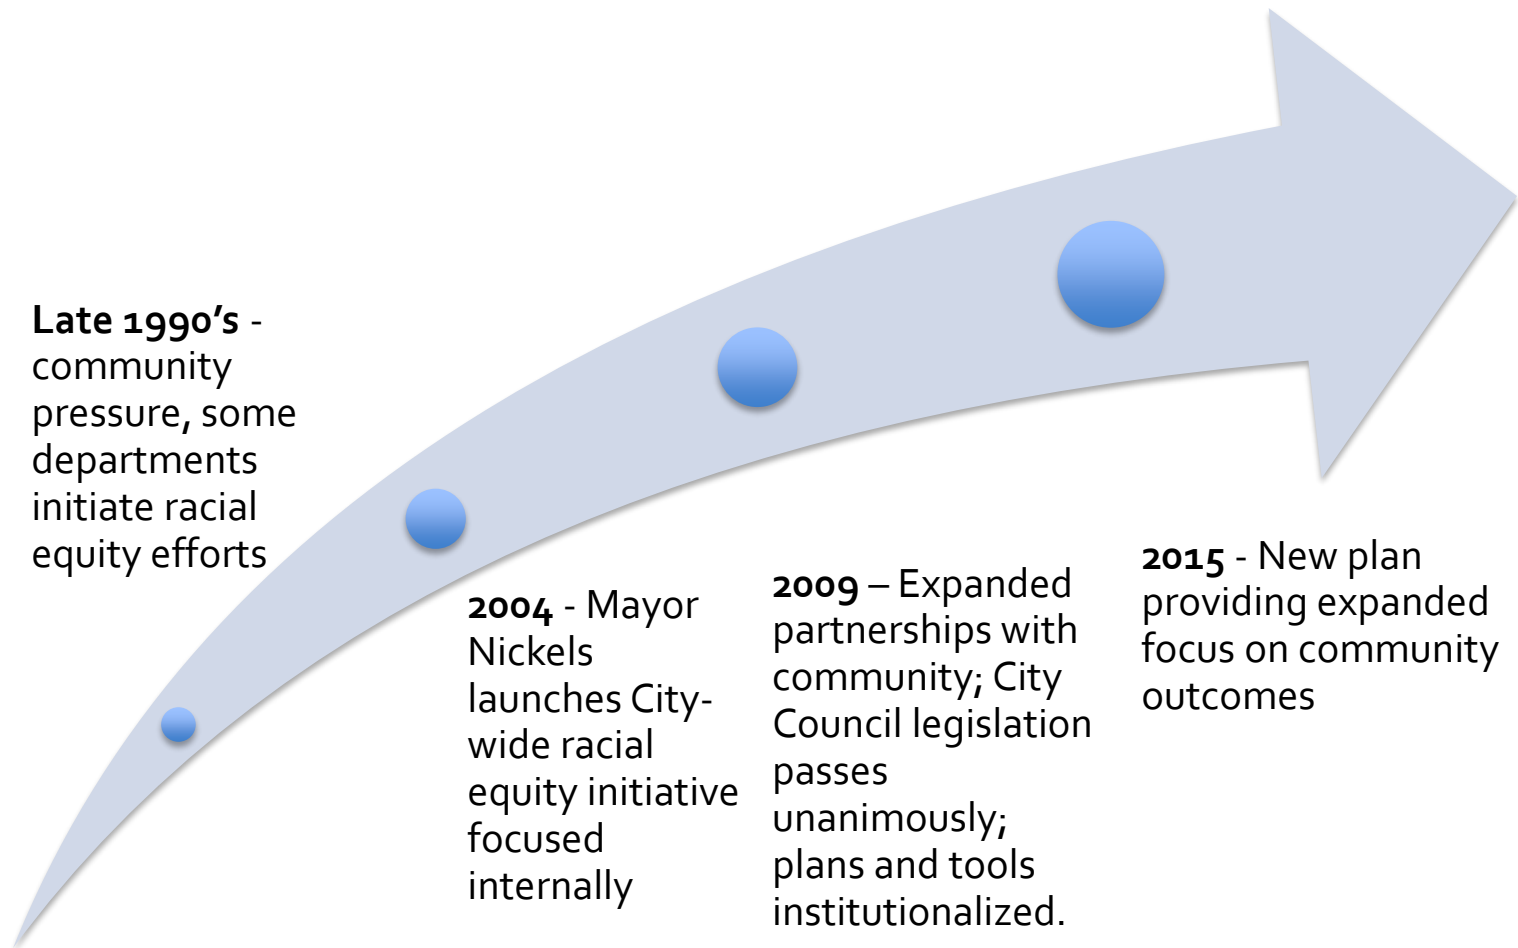 Late 1990’s -
community
pressure, some
departments
initiate racial
equity efforts
2004 - Mayor
Nickels
launches City-
wide racial
equity initiative
focused
internally
2009 – Expanded
partnerships with
community; City
Council legislation
passes
unanimously;
plans and tools
institutionalized.
2015 - New plan
providing expanded
focus on community
outcomes